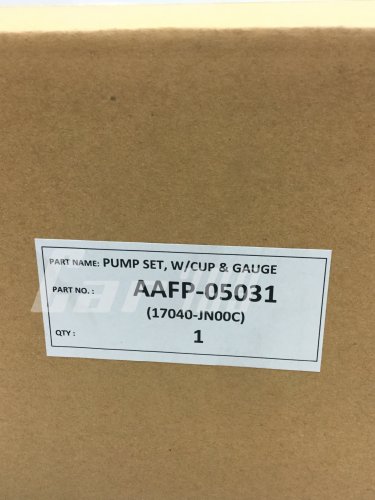 PART NAME: PUMP SET, W/CUP & GAUGE
PART NO. : AAFP-05031
(17040-JN00C)
QTY : 1